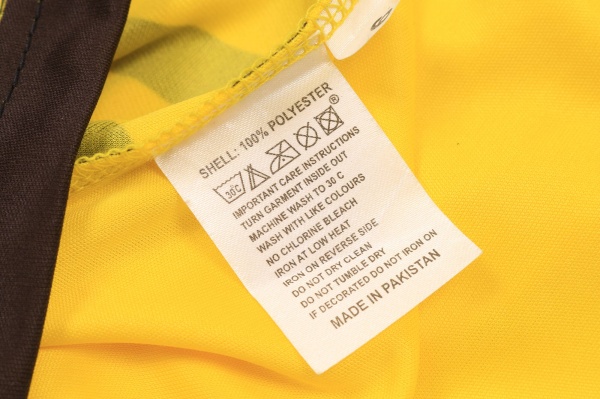 SHELL: 100% POLYESTER
30°C ®
IMPORTANT CARE INSTRUCTIONS
TURN GARMENT INSIDE OUT
MACHINE WASH TO 30 C
WASH WITH LIKE COLOURS
NO CHLORINE BLEACH
IRON AT LOW HEAT
IRON ON REVERSE SIDE
DO NOT DRY CLEAN
DO NOT TUMBLE DRY
IF DECORATED DO NOT IRON ON
MADE IN PAKISTAN